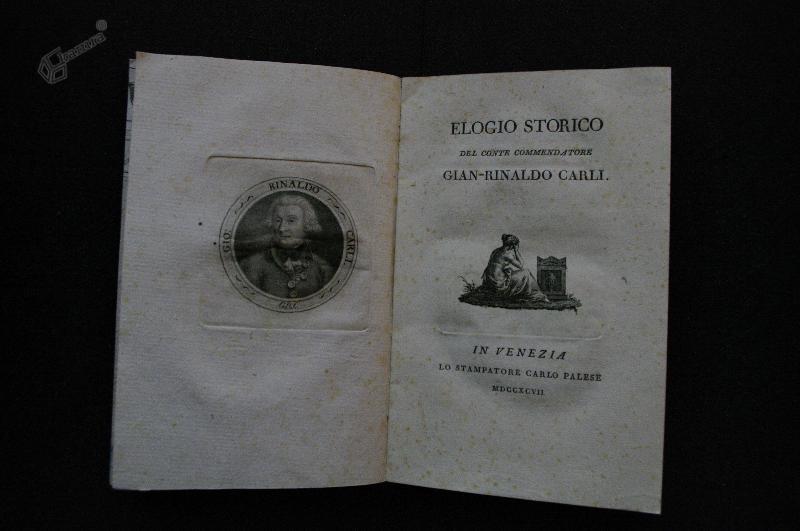 GIO: RINALDO CARLI.
ELOGIO STORICO
DEL CONTE COMMENDATORE
GIAN-RINALDO CARLI.
IN VENEZIA
LO STAMPATORE CARLO PALESE
MDCCXCVII